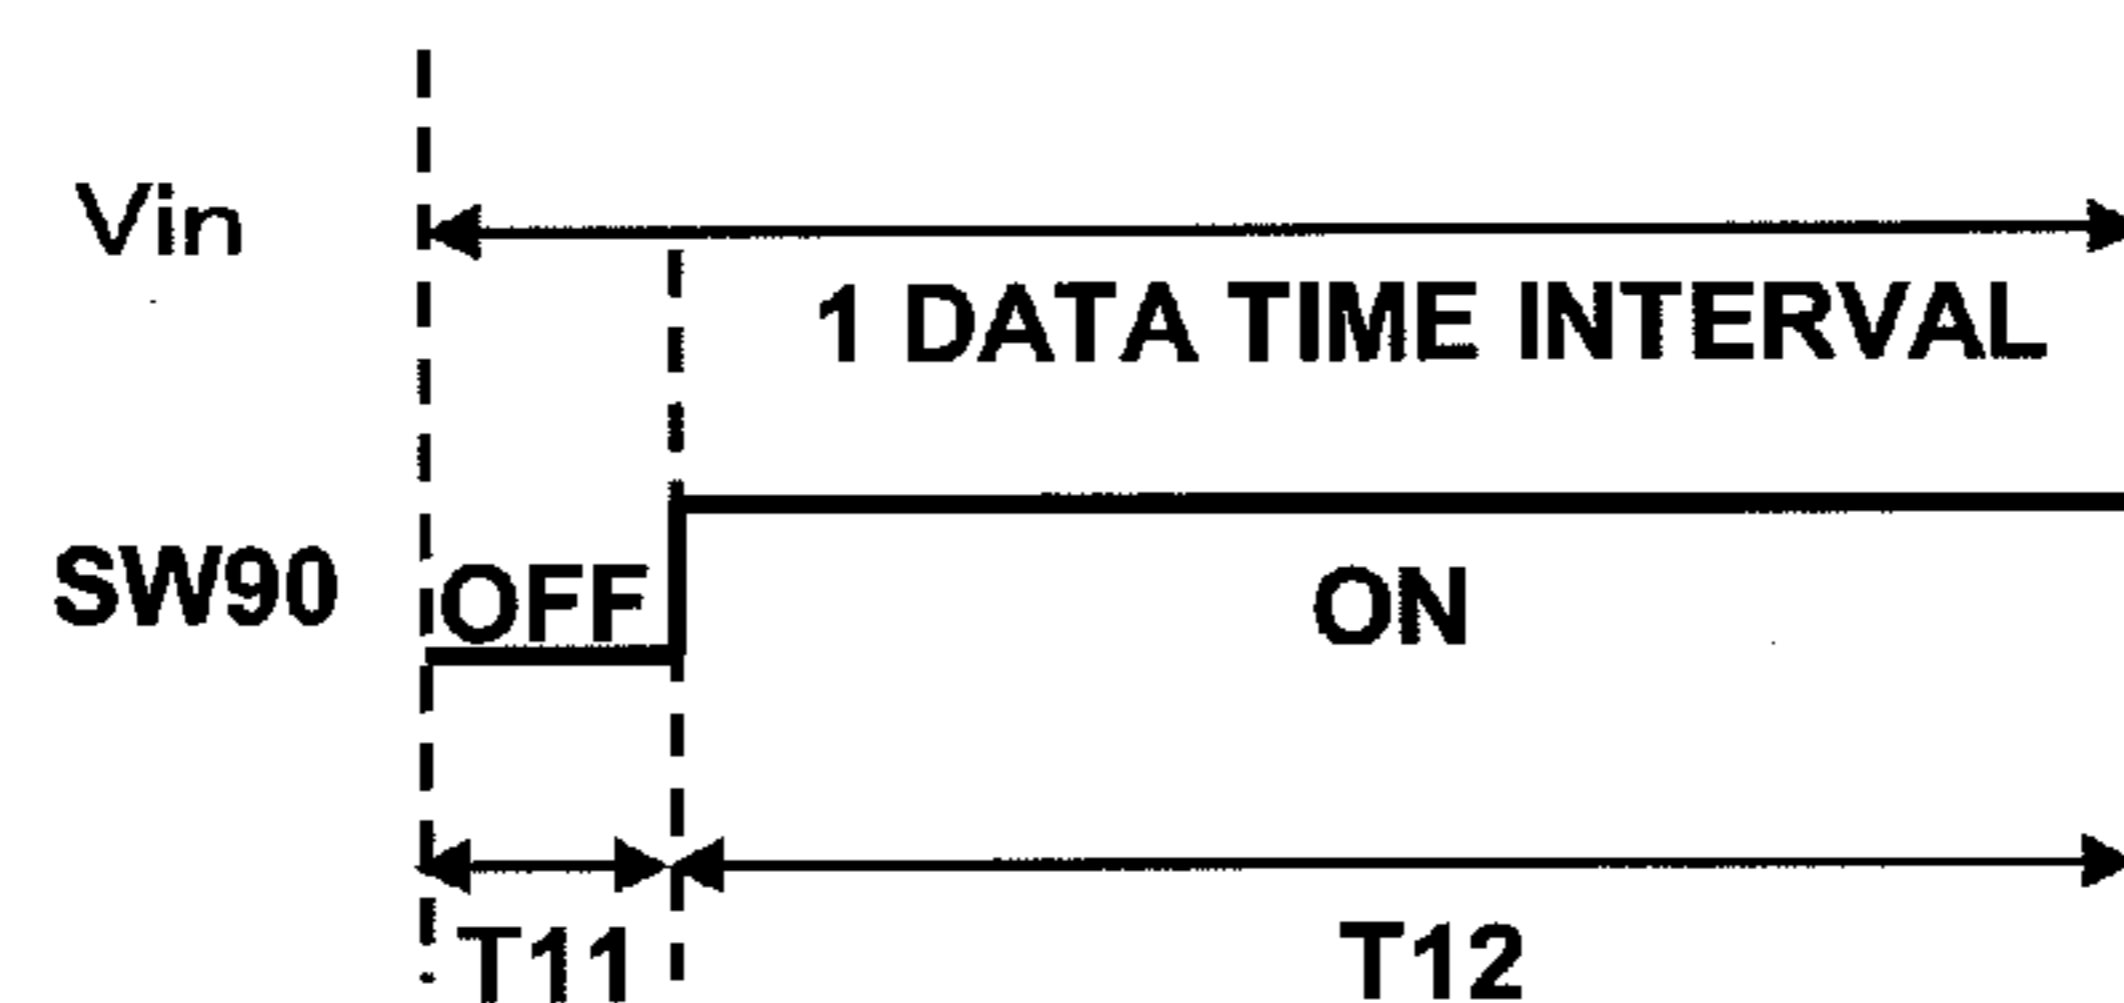 Vin
1 DATA TIME INTERVAL
SW90
OFF
ON
T11
T12